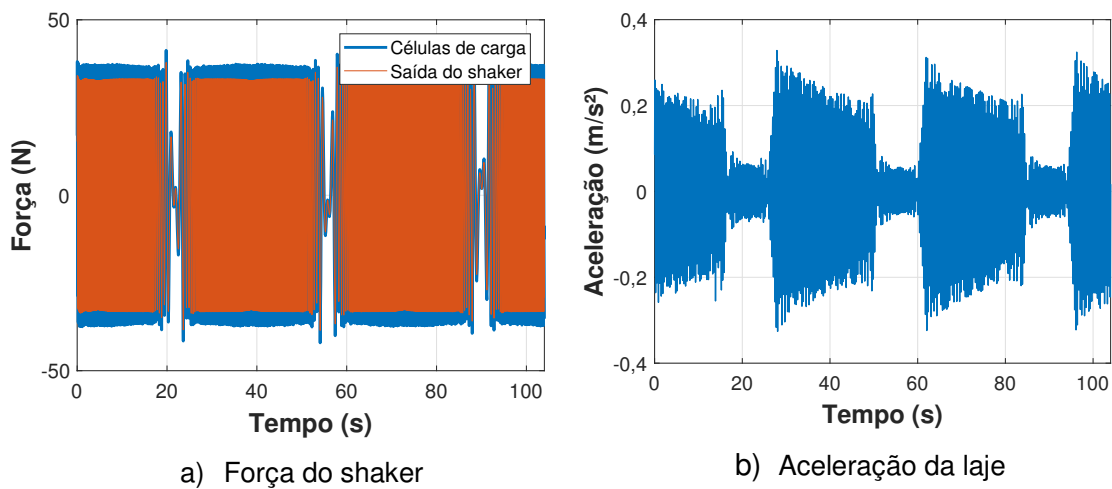 50
0
-50
Força (N)
Células de carga
Saída do shaker
0
20
40
60
80
100
Tempo (s)
a) Força do shaker
0,4
0,2
0
-0,2
-0,4
Aceleração (m/s²)
0
20
40
60
80
100
Tempo (s)
b) Aceleração da laje